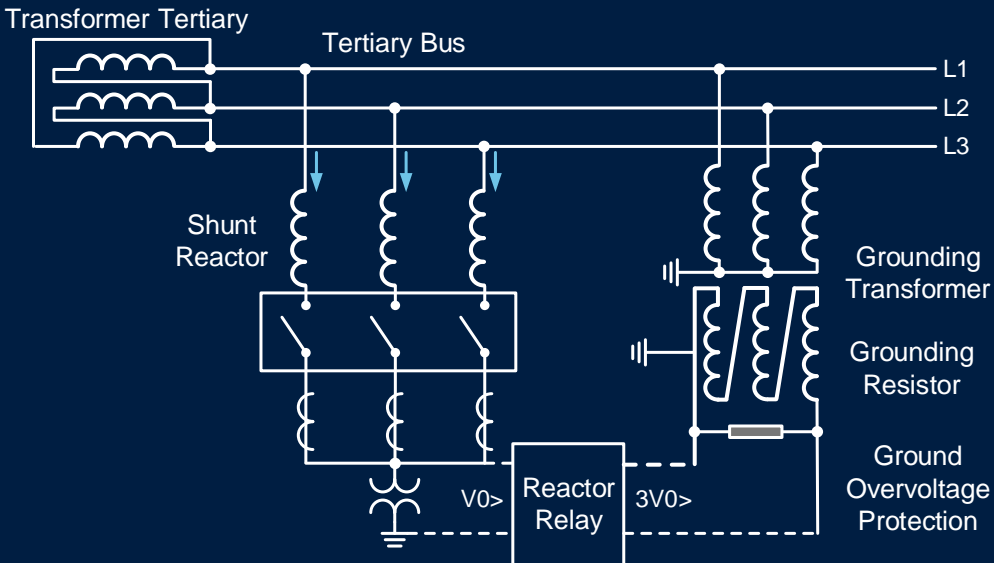 Transformer Tertiary
Tertiary Bus
L1
L2
L3
Shunt
Reactor
Grounding
Transformer
Grounding
Resistor
Ground
Overvoltage
Protection
V0>
Reactor
Relay
3V0>